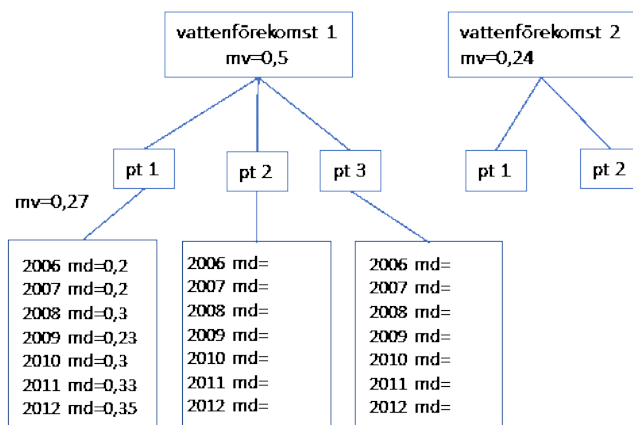 vattenförekomst 1
mv=0,5
vattenförekomst 2
mv=0,24
pt 1
pt 2
pt 3
pt 1
pt 2
mv=0,27
2006 md=0,2
2007 md=0,2
2008 md=0,3
2009 md=0,23
2010 md=0,3
2011 md=0,33
2012 md=0,35
2006 md=
2007 md=
2008 md=
2009 md=
2010 md=
2011 md=
2012 md=
2006 md=
2007 md=
2008 md=
2009 md=
2010 md=
2011 md=
2012 md=